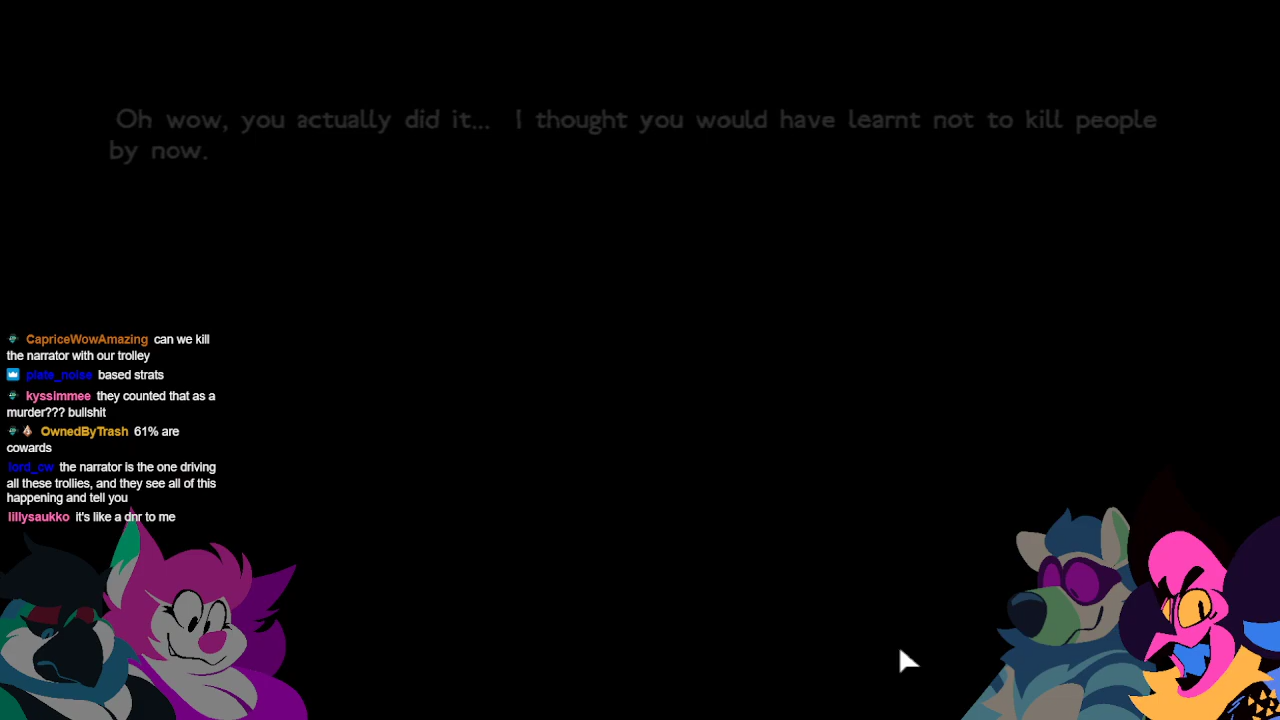 Oh wow, you actually did it... I thought you would have learnt not to kill people
by now.
CapriceWowAmazing can we kill
the narrator with our trolley
plate_noise based strats
kyssimmee they counted that as a
murder??? bullshit
OwnedByTrash 61% are
cowards
lord_cw the narrator is the one driving
all these trollies, and they see all of this
happening and tell you
lillysaukko it's like a dnr to me